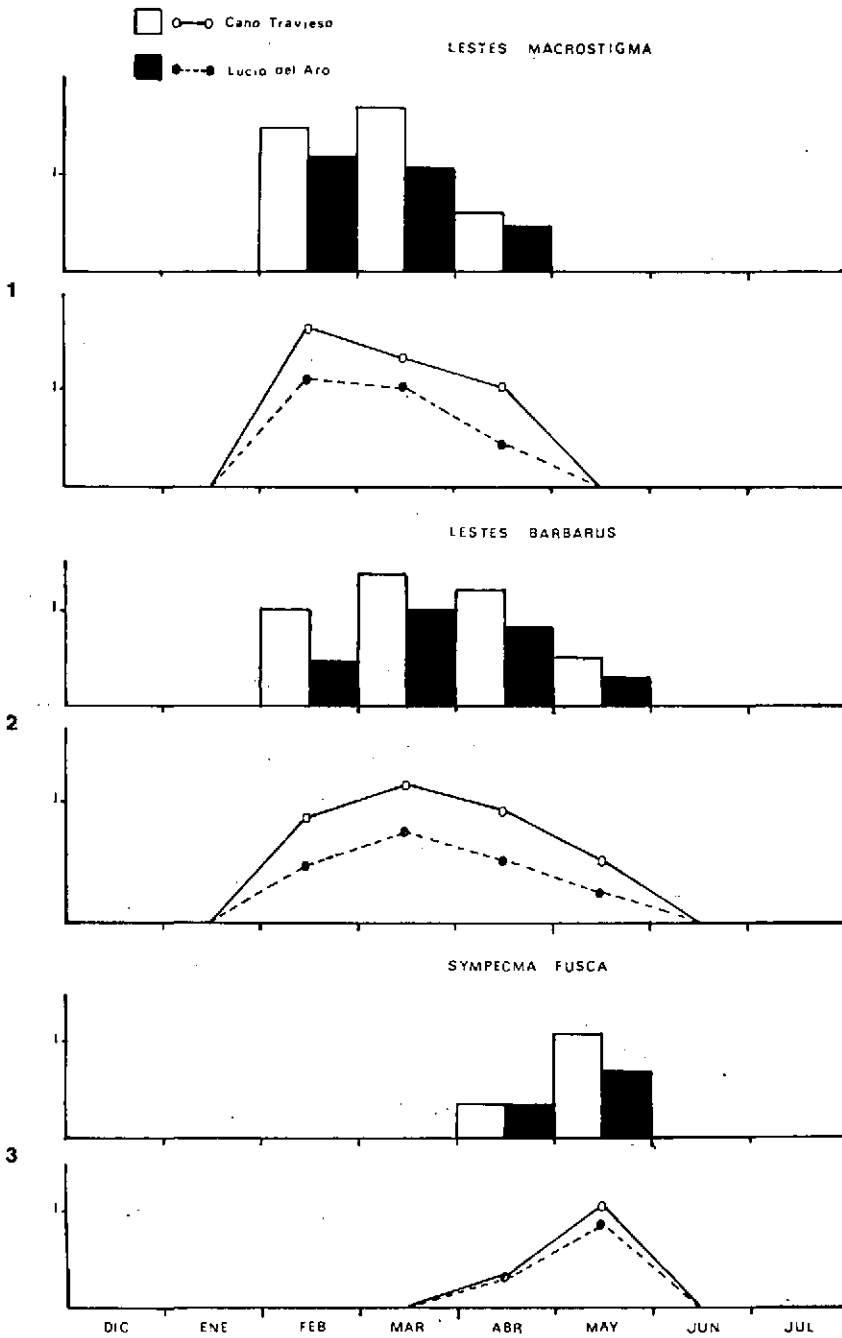 Cano Travieso
LESTES MACROSTIGMA
Lucio del Aro
1
1
1
LESTES BARBARUS
1
2
1
SYMPECMA FUSCA
1
3
1
DIC ENE FEB MAR ABR MAY JUN JUL